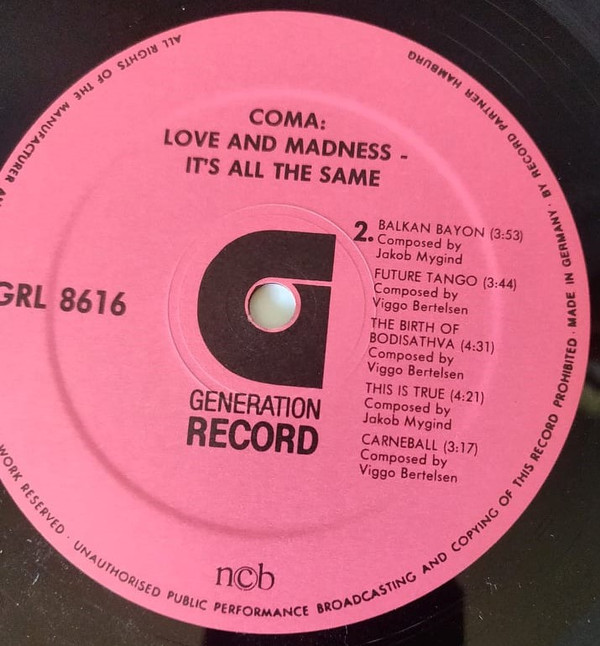 COMA:
LOVE AND MADNESS -
IT'S ALL THE SAME
2. BALKAN BAYON (3:53)
Composed by
Jakob Mygind
FUTURE TANGO (3:44)
Composed by
Viggo Bertelsen
THE BIRTH OF
BODISATHVA (4:31)
Composed by
Viggo Bertelsen
THIS IS TRUE (4:21)
Composed by
Jakob Mygind
CARNEBALL (3:17)
Composed by
Viggo Bertelsen
GRL 8616
GENERATION
RECORD
ncb
ALL RIGHTS OF THE MANUFACTURER
WORK RESERVED · UNAUTHORISED PUBLIC PERFORMANCE BROADCASTING AND COPYING OF THIS RECORD PROHIBITED · MADE IN GERMANY · BY RECORD PARTNER HAMBURG